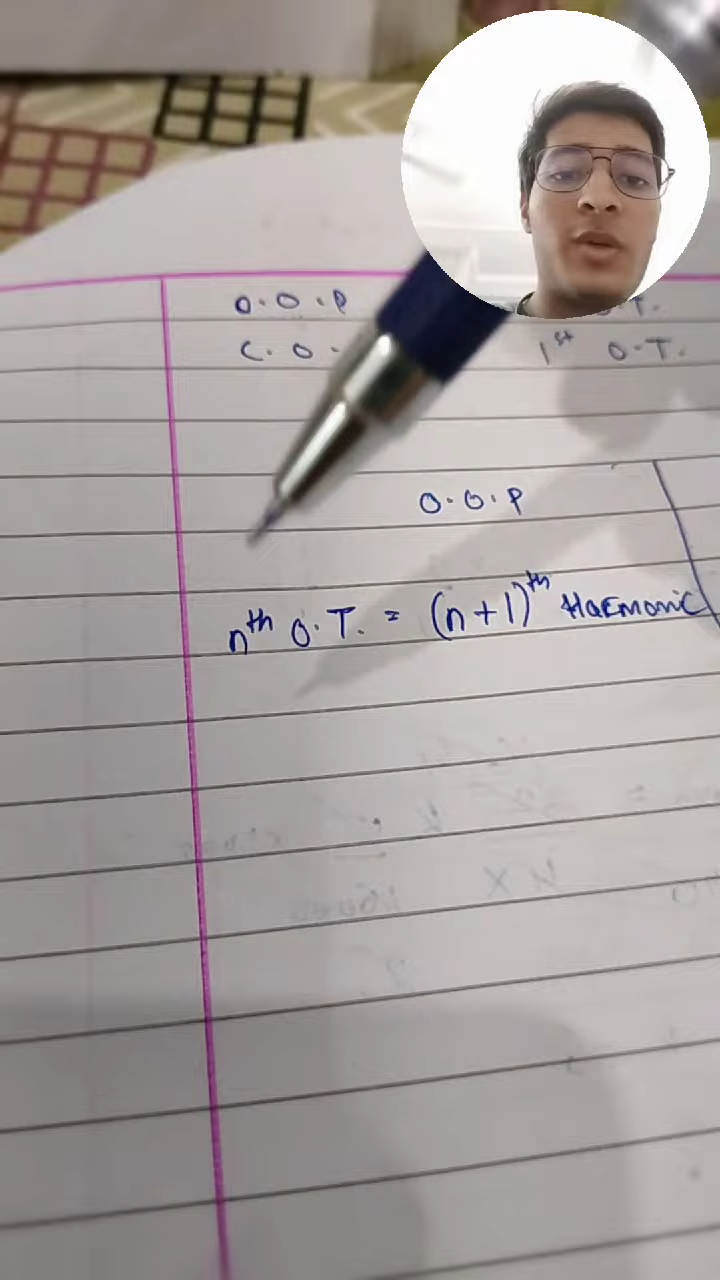 O.O.P
T.
C. O.
1st O.T.
O.O.P
nth O.T. = (n+1)th HaRmonic